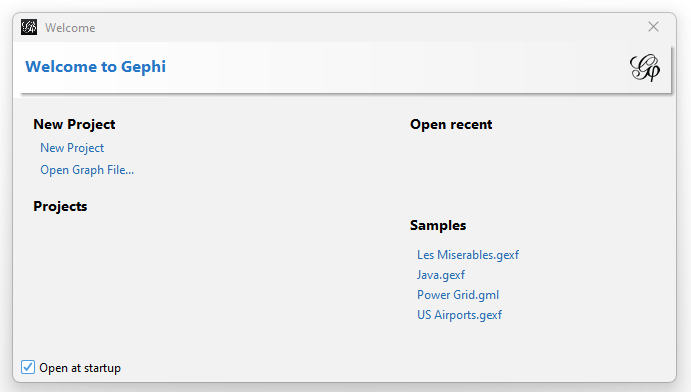 Welcome
Welcome to Gephi
New Project
New Project
Open Graph File...
Projects
Open recent
Samples
Les Miserables.gexf
Java.gexf
Power Grid.gml
US Airports.gexf
Open at startup